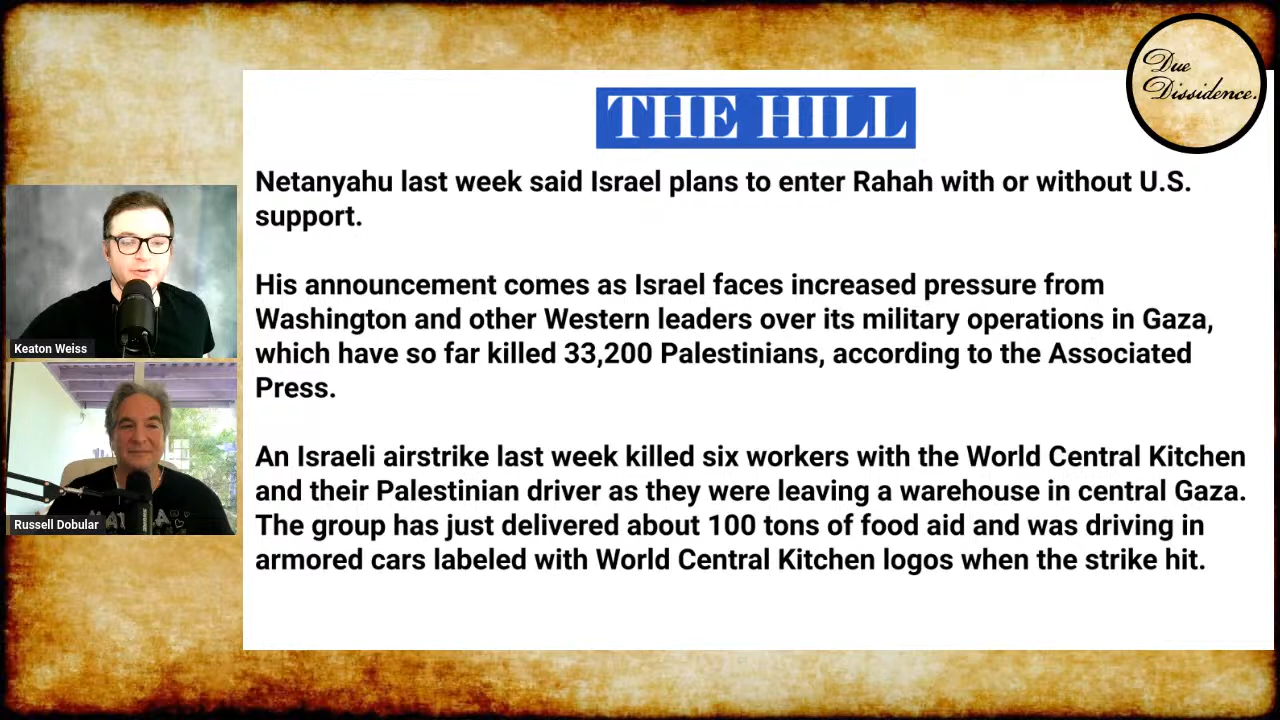 Due
Dissidence.
THE HILL
Netanyahu last week said Israel plans to enter Rahah with or without U.S.
support.
His announcement comes as Israel faces increased pressure from
Washington and other Western leaders over its military operations in Gaza,
which have so far killed 33,200 Palestinians, according to the Associated
Press.
An Israeli airstrike last week killed six workers with the World Central Kitchen
and their Palestinian driver as they were leaving a warehouse in central Gaza.
The group has just delivered about 100 tons of food aid and was driving in
armored cars labeled with World Central Kitchen logos when the strike hit.
Keaton Weiss
Russell Dobular